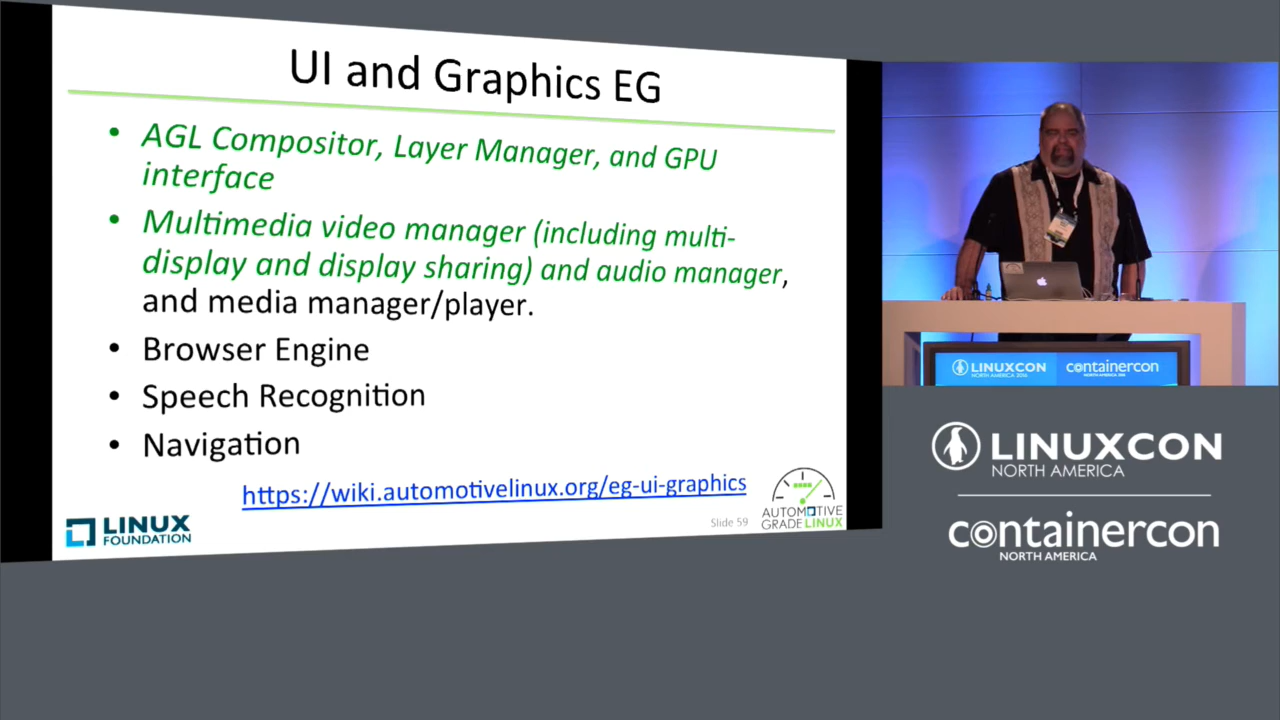 UI and Graphics EG
• AGL Compositor, Layer Manager, and GPU
interface
• Multimedia video manager (including multi-
display and display sharing) and audio manager,
and media manager/player.
• Browser Engine
• Speech Recognition
• Navigation
https://wiki.automotivelinux.org/eg-ui-graphics
Slide 59
LINUX
FOUNDATION
AUTOMOTIVE
GRADE LINUX
LINUXCON
NORTH AMERICA 2016
containercon
NORTH AMERICA 2016
LINUXCON
NORTH AMERICA
containercon
NORTH AMERICA